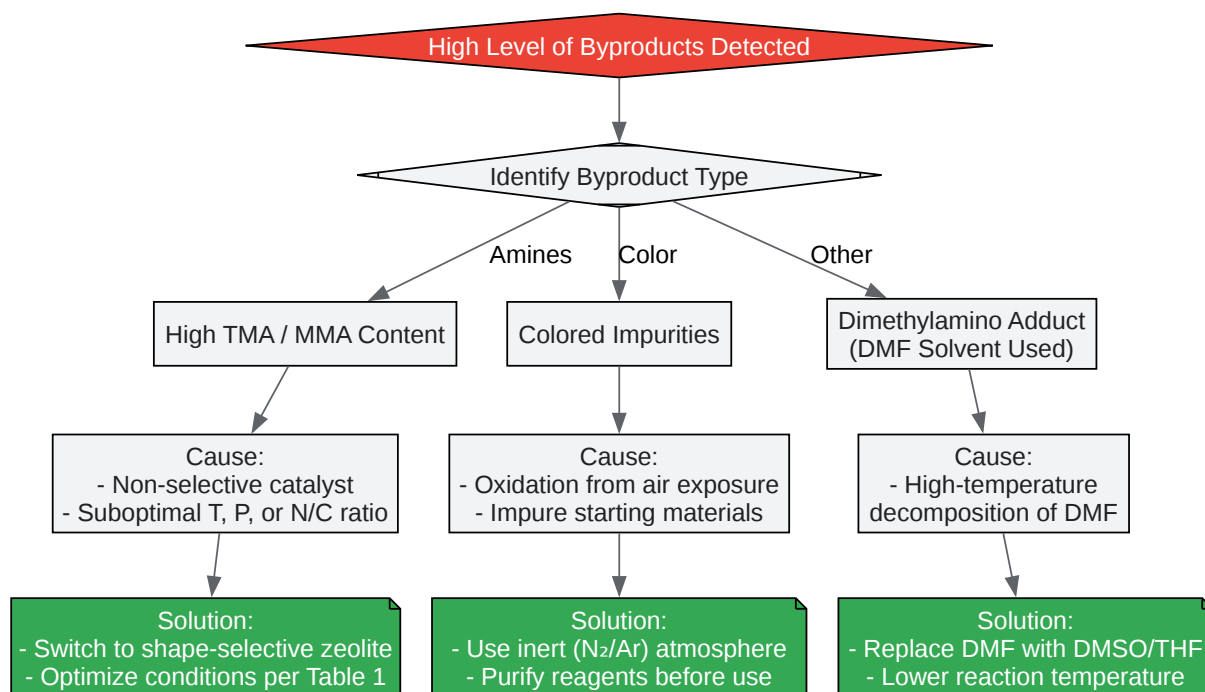 High Level of Byproducts Detected
Identify Byproduct Type
Amines
Color
Other
High TMA / MMA Content
Colored Impurities
Dimethylamino Adduct
(DMF Solvent Used)
Cause:
- Non-selective catalyst
- Suboptimal T, P, or N/C ratio
Cause:
- Oxidation from air exposure
- Impure starting materials
Cause:
- High-temperature
decomposition of DMF
Solution:
- Switch to shape-selective zeolite
- Optimize conditions per Table 1
Solution:
- Use inert (N₂/Ar) atmosphere
- Purify reagents before use
Solution:
- Replace DMF with DMSO/THF
- Lower reaction temperature